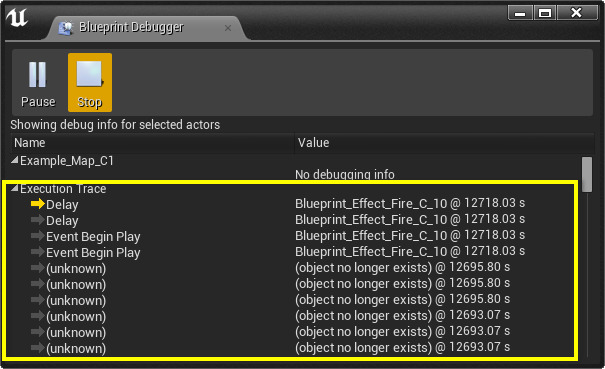 Blueprint Debugger
Pause Stop
Showing debug info for selected actors
Name Value
Example_Map_C1
No debugging info
Execution Trace
Delay Blueprint_Effect_Fire_C_10 @ 12718.03 s
Delay Blueprint_Effect_Fire_C_10 @ 12718.03 s
Event Begin Play Blueprint_Effect_Fire_C_10 @ 12718.03 s
Event Begin Play Blueprint_Effect_Fire_C_10 @ 12718.03 s
(unknown) (object no longer exists) @ 12695.80 s
(unknown) (object no longer exists) @ 12695.80 s
(unknown) (object no longer exists) @ 12695.80 s
(unknown) (object no longer exists) @ 12693.07 s
(unknown) (object no longer exists) @ 12693.07 s
(unknown) (object no longer exists) @ 12693.07 s